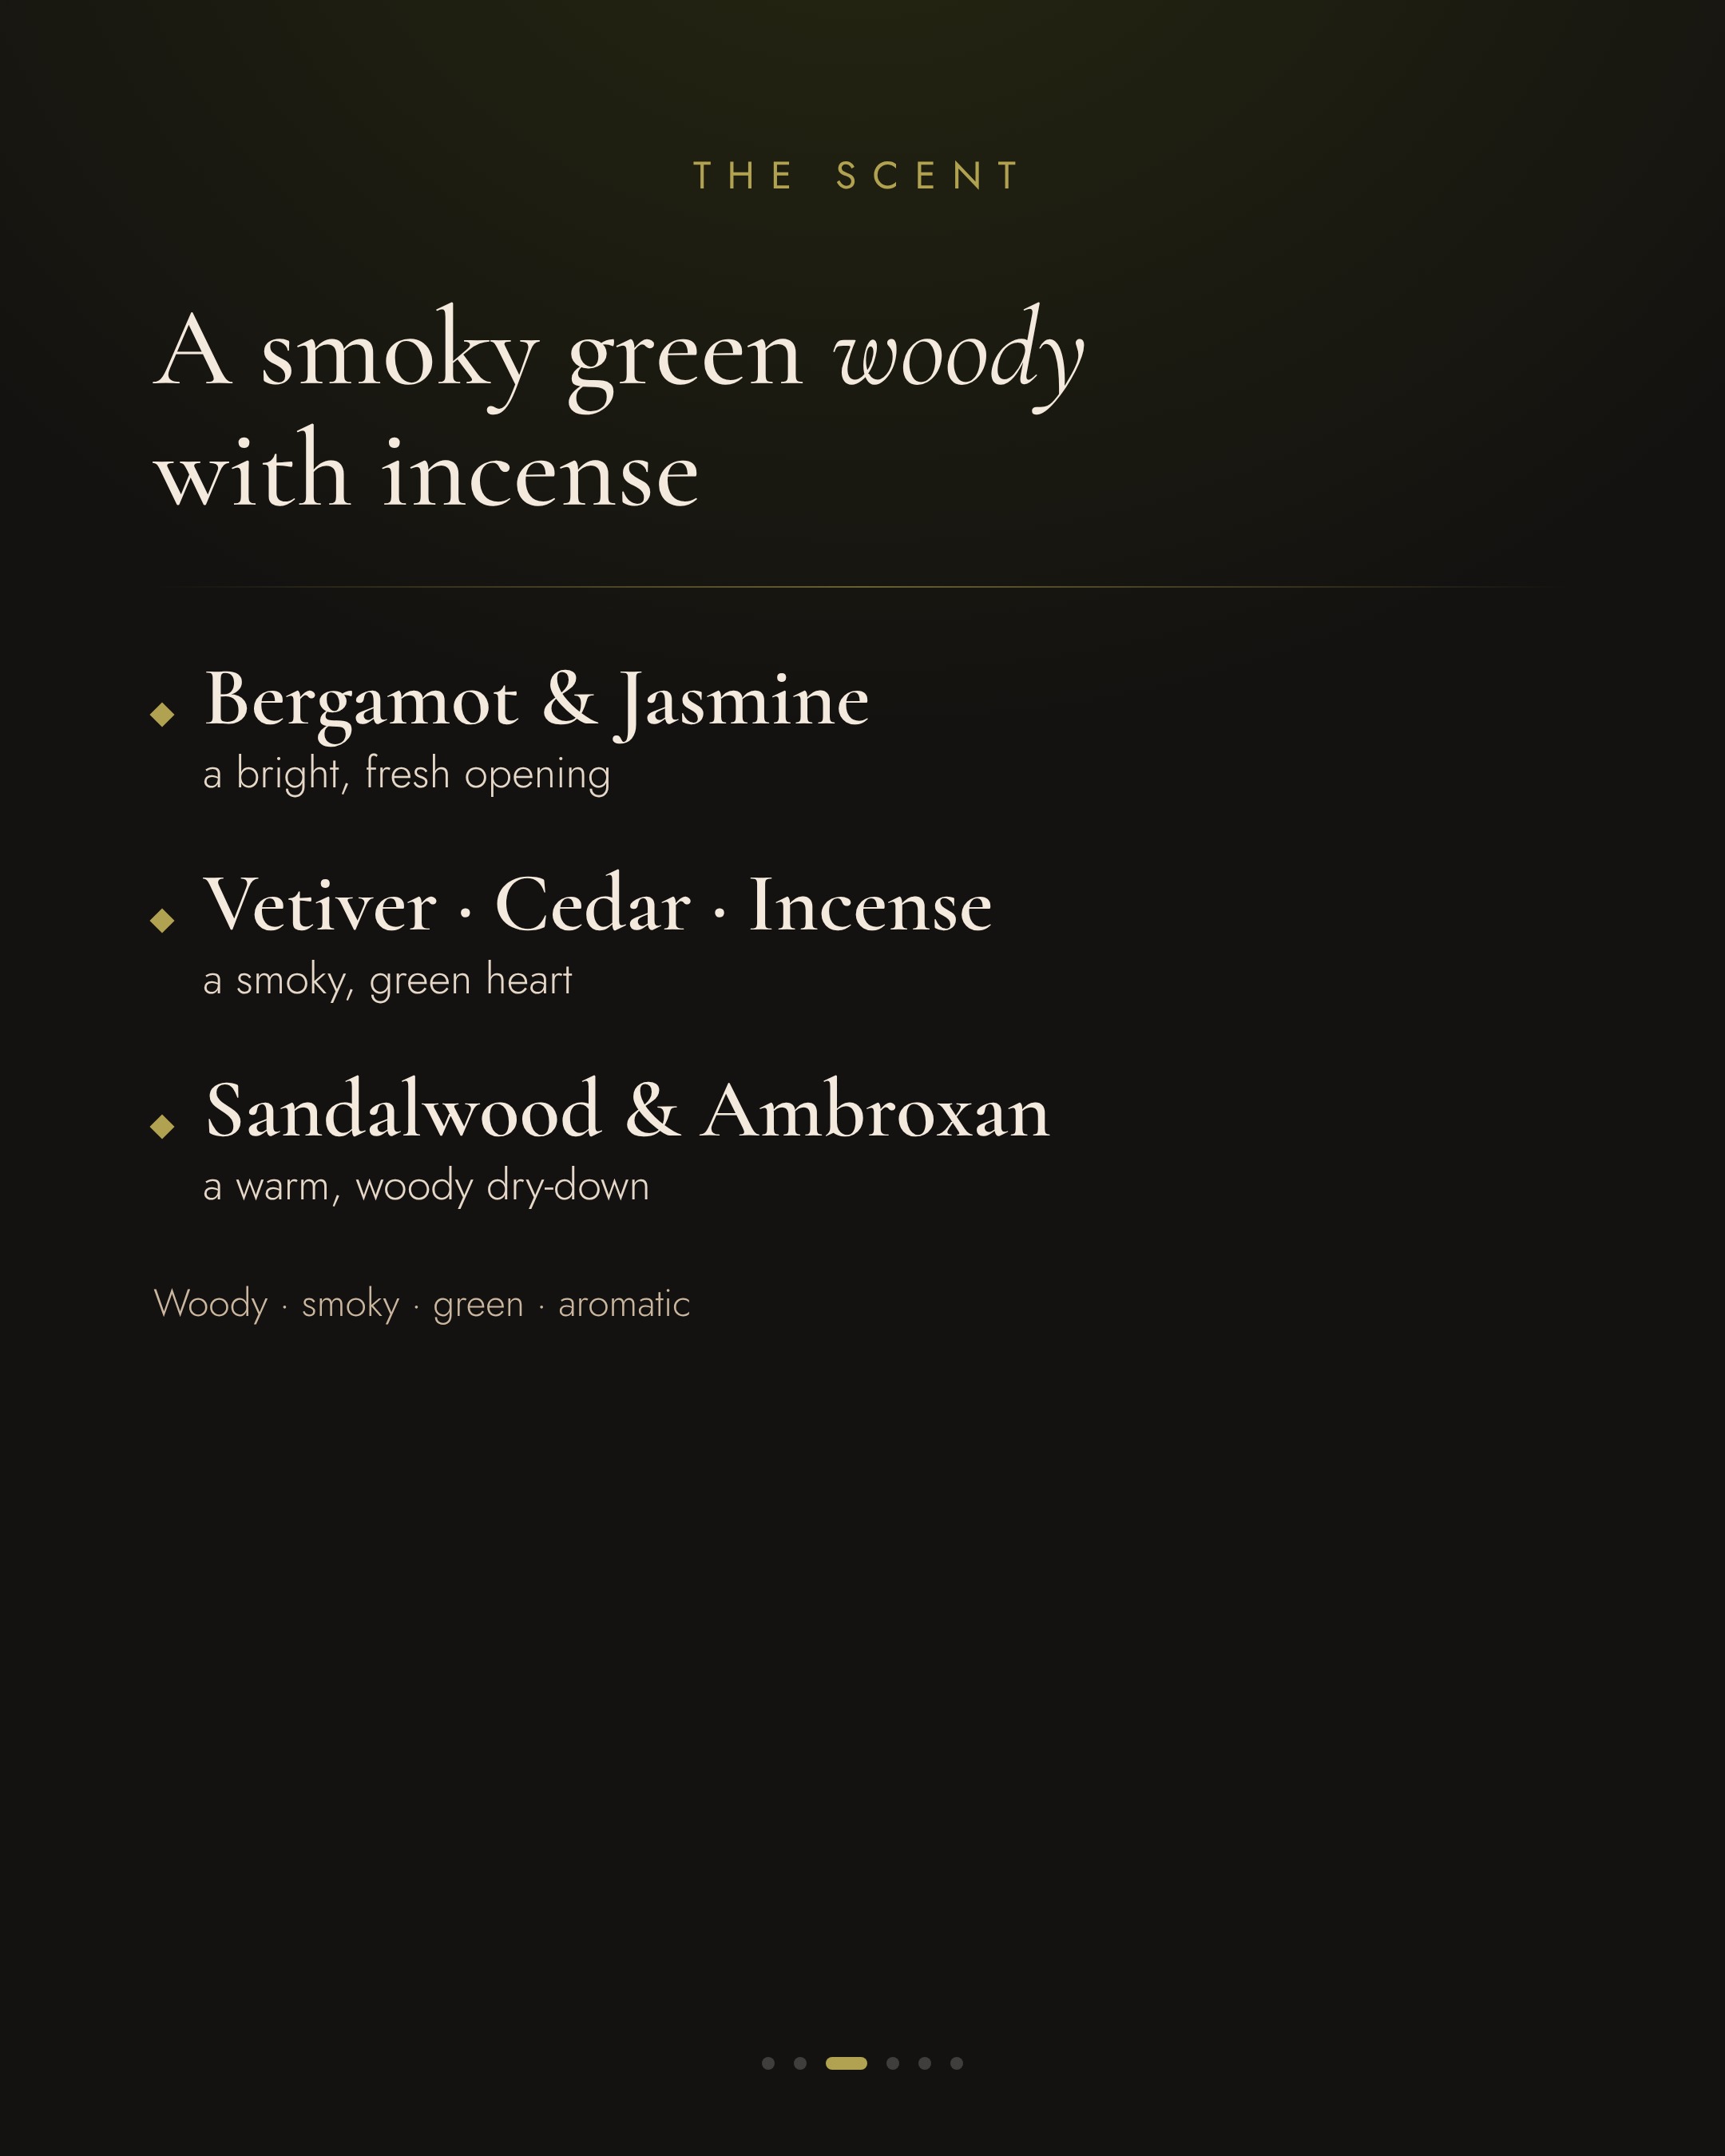 THE SCENT
A smoky green woody
with incense
Bergamot & Jasmine
a bright, fresh opening
Vetiver · Cedar · Incense
a smoky, green heart
Sandalwood & Ambroxan
a warm, woody dry-down
Woody · smoky · green · aromatic